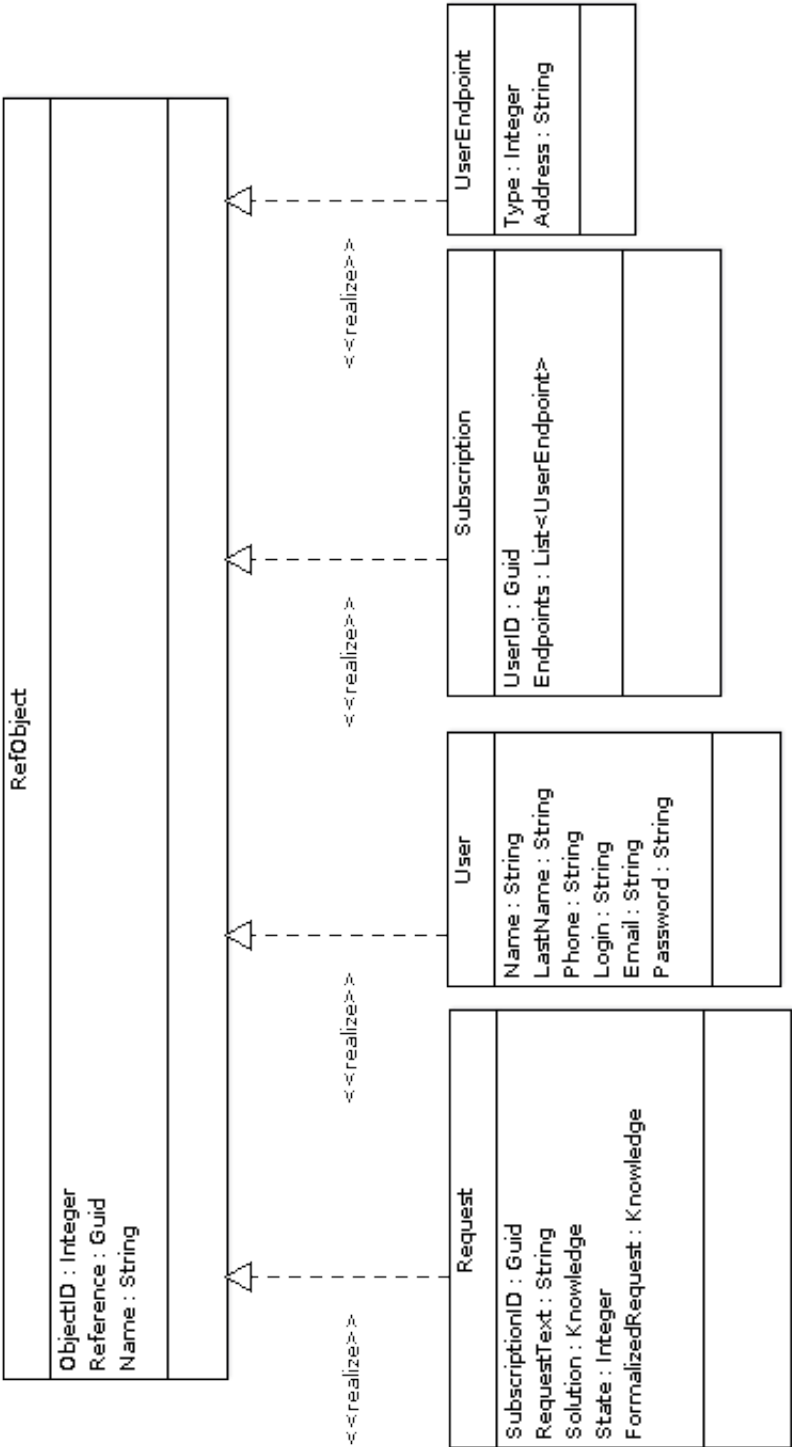 RefObject
ObjectID : Integer
Reference : Guid
Name : String
<<realize>>
<<realize>>
<<realize>>
<<realize>>
Request
SubscriptionID : Guid
RequestText : String
Solution : Knowledge
State : Integer
FormalizedRequest : Knowledge
User
Name : String
LastName : String
Phone : String
Login : String
Email : String
Password : String
Subscription
UserID : Guid
Endpoints : List<UserEndpoint>
UserEndpoint
Type : Integer
Address : String